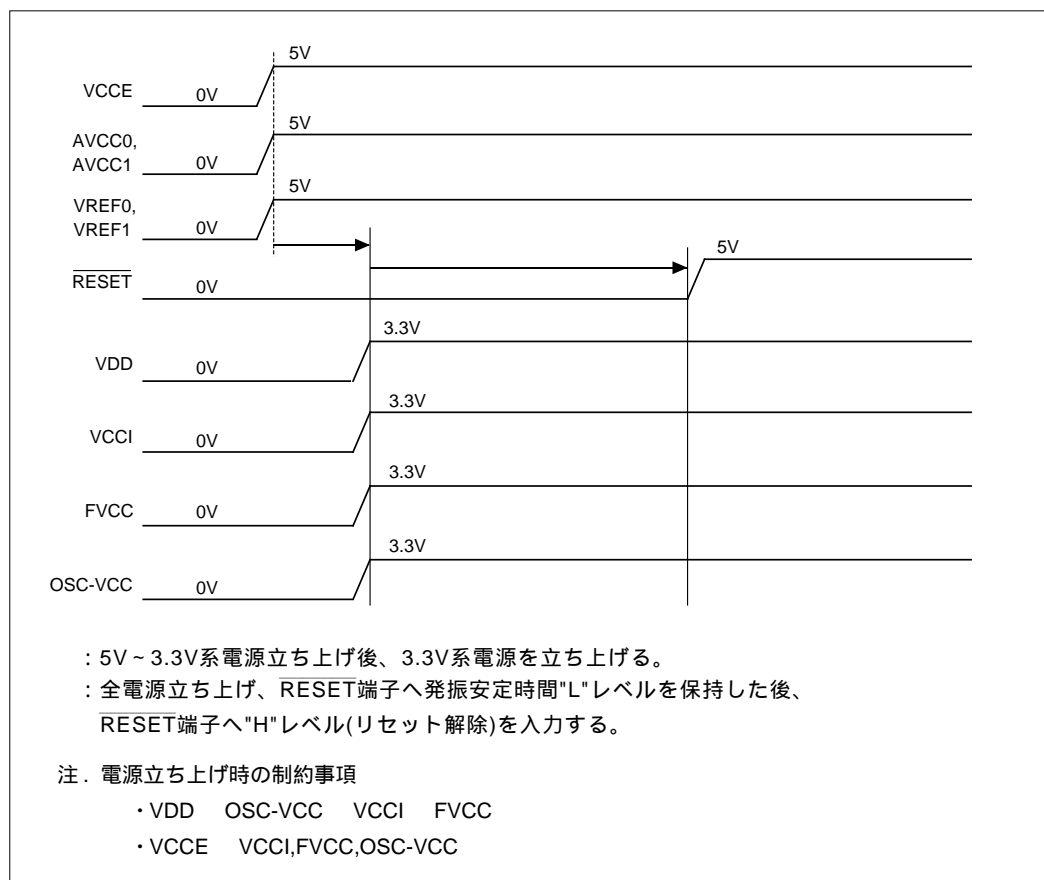 5V
VCCE 0V
5V
AVCC0,
AVCC1 0V
5V
VREF0,
VREF1 0V
5V
RESET 0V
3.3V
VDD 0V
3.3V
VCCI 0V
3.3V
FVCC 0V
3.3V
OSC-VCC 0V
：5V～3.3V系電源立ち上げ後、3.3V系電源を立ち上げる。
：全電源立ち上げ、RESET端子へ発振安定時間"L"レベルを保持した後、
RESET端子へ"H"レベル(リセット解除)を入力する。
注．電源立ち上げ時の制約事項
・VDD OSC-VCC VCCI FVCC
・VCCE VCCI,FVCC,OSC-VCC